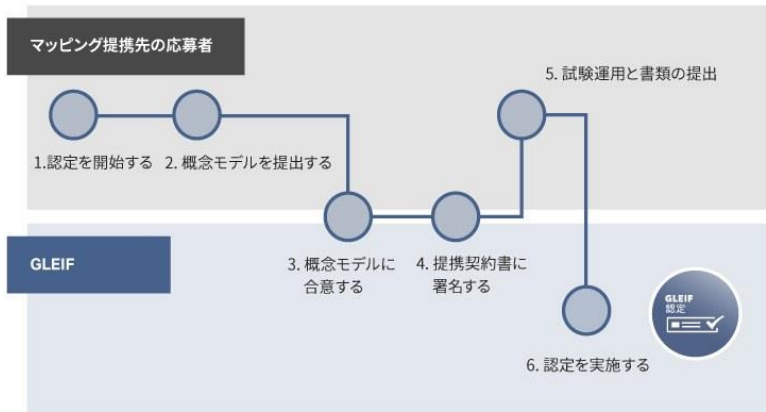 マッピング提携先の応募者
5. 試験運用と書類の提出
1.認定を開始する
2. 概念モデルを提出する
GLEIF
3. 概念モデルに
合意する
4. 提携契約書に
署名する
GLEIF
認定
6. 認定を実施する